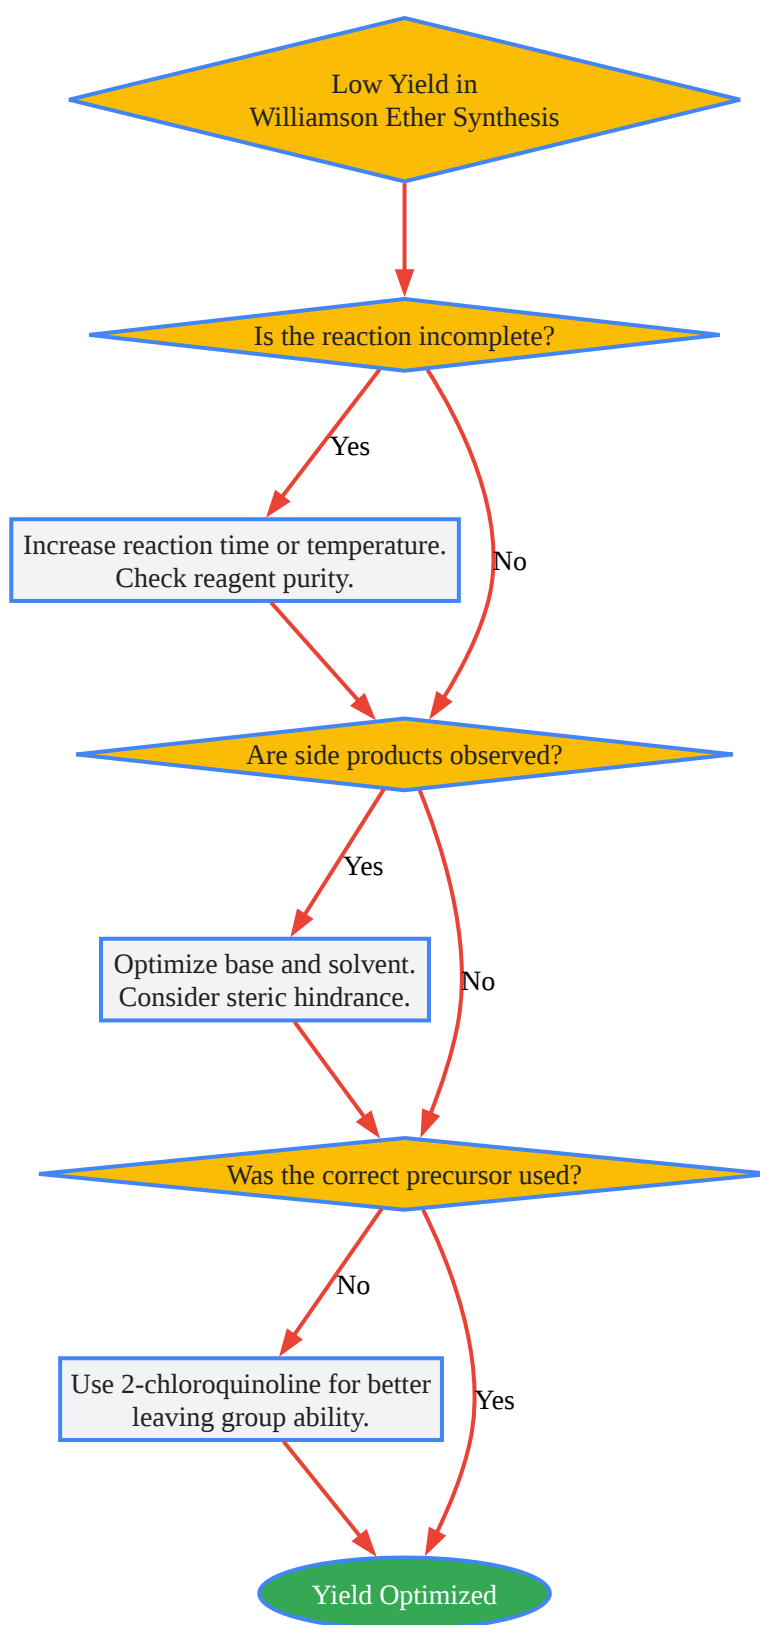 Low Yield in
Williamson Ether Synthesis
Is the reaction incomplete?
Yes
Increase reaction time or temperature.
Check reagent purity.
No
Are side products observed?
Yes
Optimize base and solvent.
Consider steric hindrance.
No
Was the correct precursor used?
No
Use 2-chloroquinoline for better
leaving group ability.
Yes
Yield Optimized